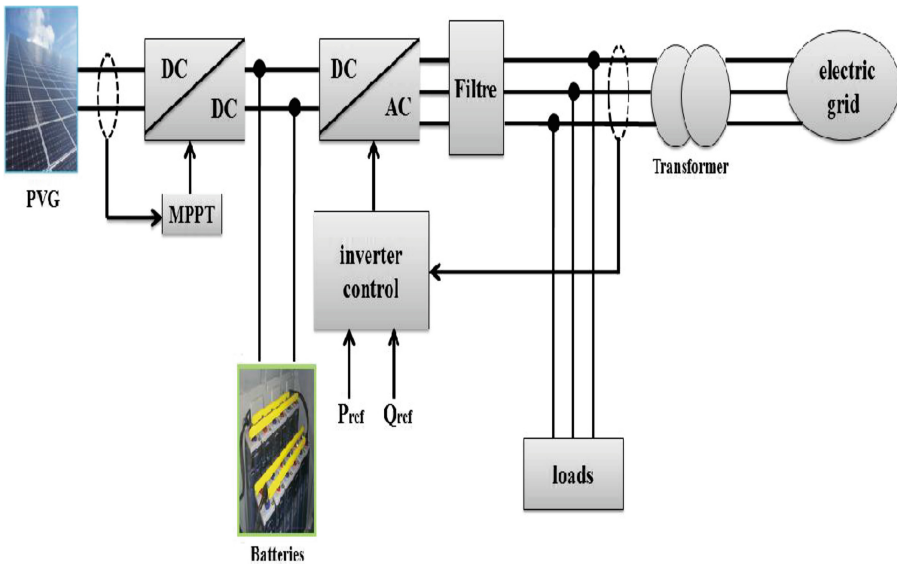 PVG
DC
DC
MPPT
DC
AC
Filtre
inverter
control
Pref
Qref
Batteries
loads
Transformer
electric
grid